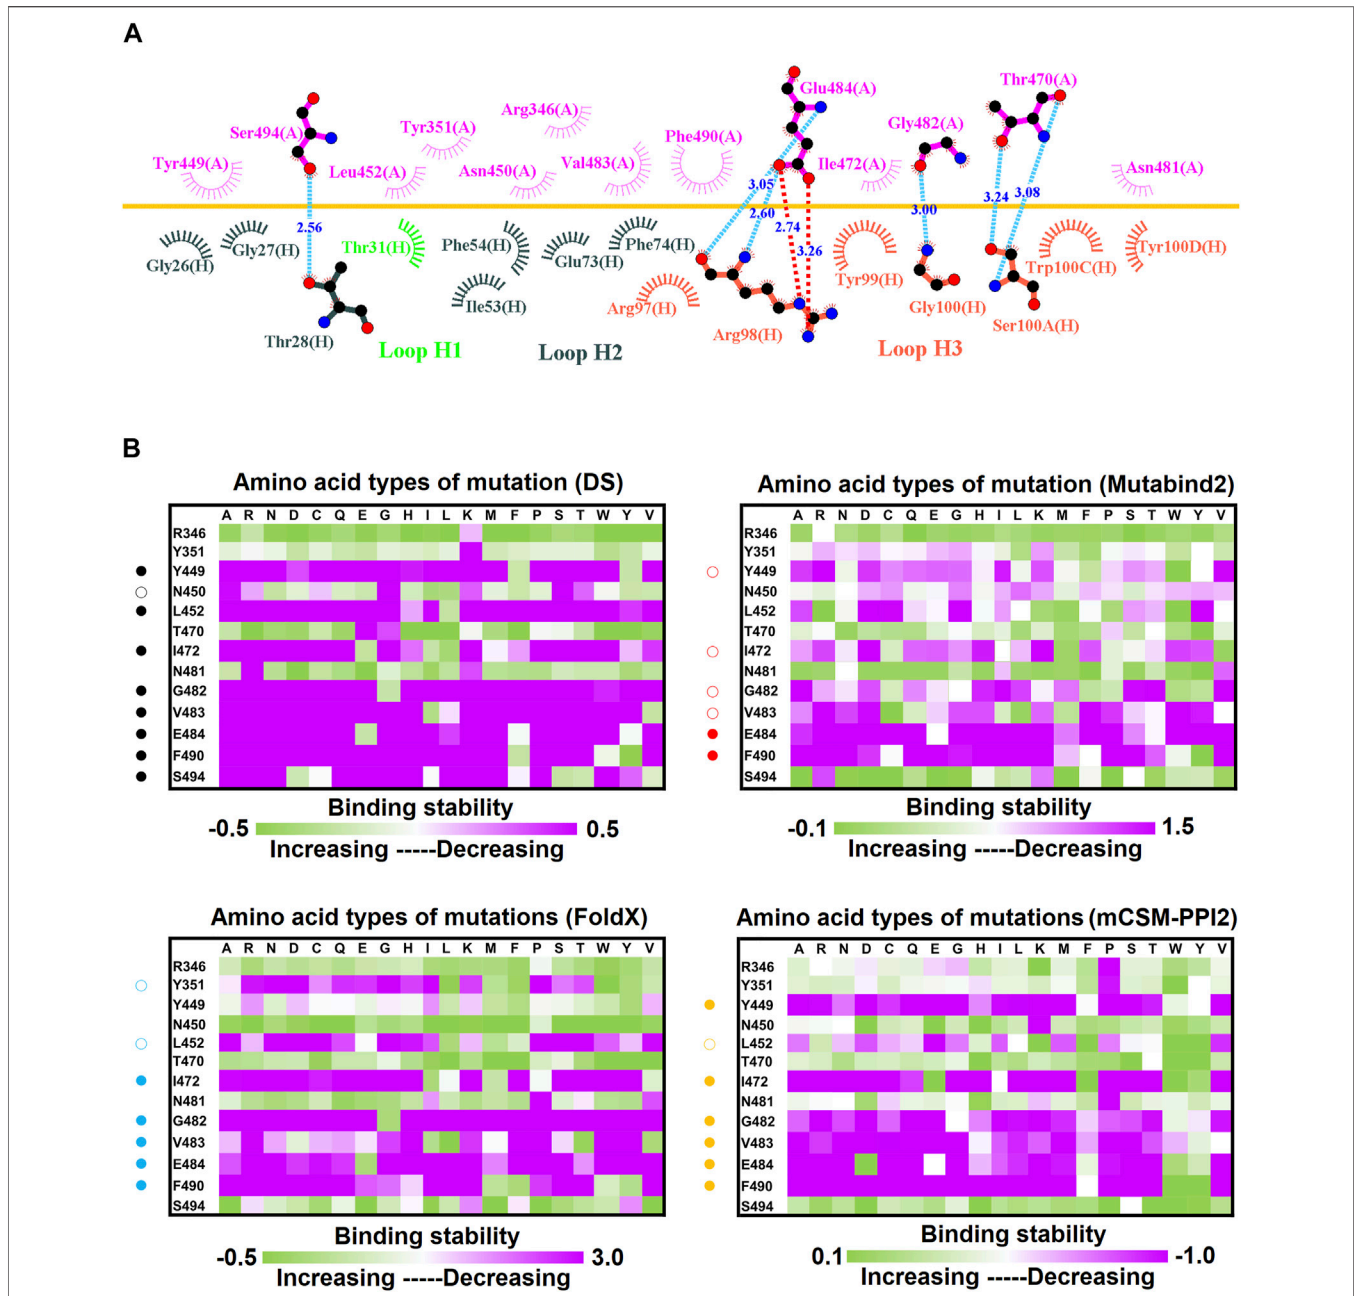 A
Thr470(A)
Glu484(A)
Arg346(A)
Gly482(A)
Tyr351(A)
Ser494(A)
Phe490(A)
Tyr449(A)
Leu452(A)
Asn450(A)
Val483(A)
Ile472(A)
Asn481(A)
3.05
3.24
3.08
2.56
2.60
3.00
2.74
3.26
Gly26(H)
Gly27(H)
Thr31(H)
Phe54(H)
Glu73(H)
Phe74(H)
Tyr99(H)
Trp100C(H)
Tyr100D(H)
Ile53(H)
Arg97(H)
Gly100(H)
Ser100A(H)
Thr28(H)
Arg98(H)
Loop H1
Loop H2
Loop H3
B
Amino acid types of mutation (DS)
A R N D C Q E G H I L K M F P S T W Y V
R346
Y351
Y449
N450
L452
T470
I472
N481
G482
V483
E484
F490
S494
Binding stability
-0.5 0.5
Increasing -----Decreasing
Amino acid types of mutation (Mutabind2)
A R N D C Q E G H I L K M F P S T W Y V
R346
Y351
Y449
N450
L452
T470
I472
N481
G482
V483
E484
F490
S494
Binding stability
-0.1 1.5
Increasing -----Decreasing
Amino acid types of mutations (FoldX)
A R N D C Q E G H I L K M F P S T W Y V
R346
Y351
Y449
N450
L452
T470
I472
N481
G482
V483
E484
F490
S494
Binding stability
-0.5 3.0
Increasing -----Decreasing
Amino acid types of mutations (mCSM-PPI2)
A R N D C Q E G H I L K M F P S T W Y V
R346
Y351
Y449
N450
L452
T470
I472
N481
G482
V483
E484
F490
S494
Binding stability
0.1 -1.0
Increasing -----Decreasing